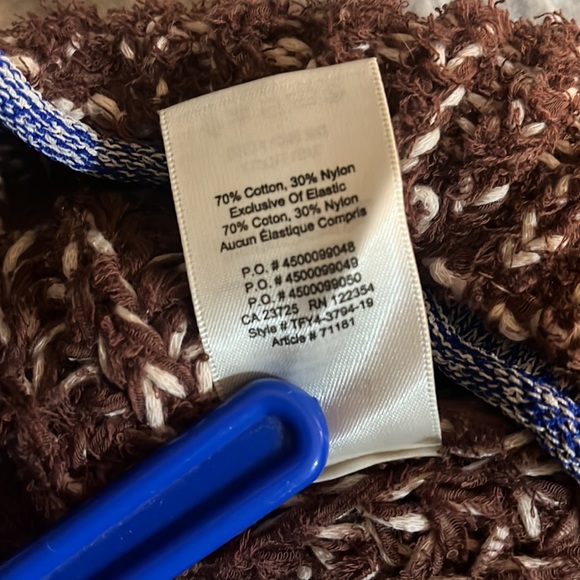 70% Cotton, 30% Nylon
Exclusive Of Elastic
70% Coton, 30% Nylon
Aucun Élastique Compris
P.O. # 4500099048
P.O. # 4500099049
P.O. # 4500099050
CA 23725 RN 122354
Style # TFY4-3794-19
Article # 71181